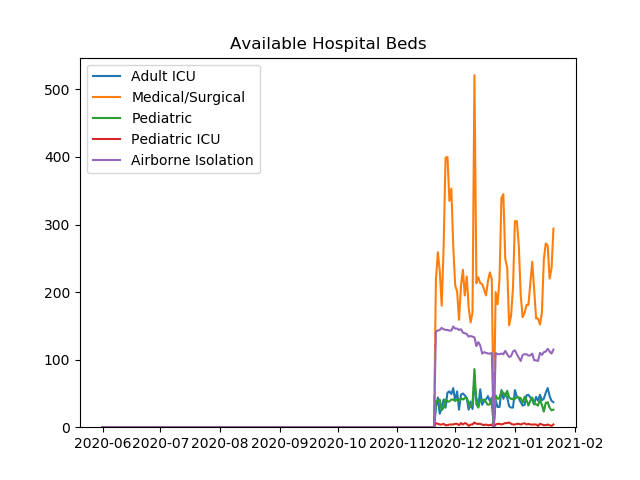 Available Hospital Beds
Adult ICU
Medical/Surgical
Pediatric
Pediatric ICU
Airborne Isolation
500
400
300
200
100
0
2020-06 2020-07 2020-08 2020-09 2020-10 2020-11 2020-12 2021-01 2021-02